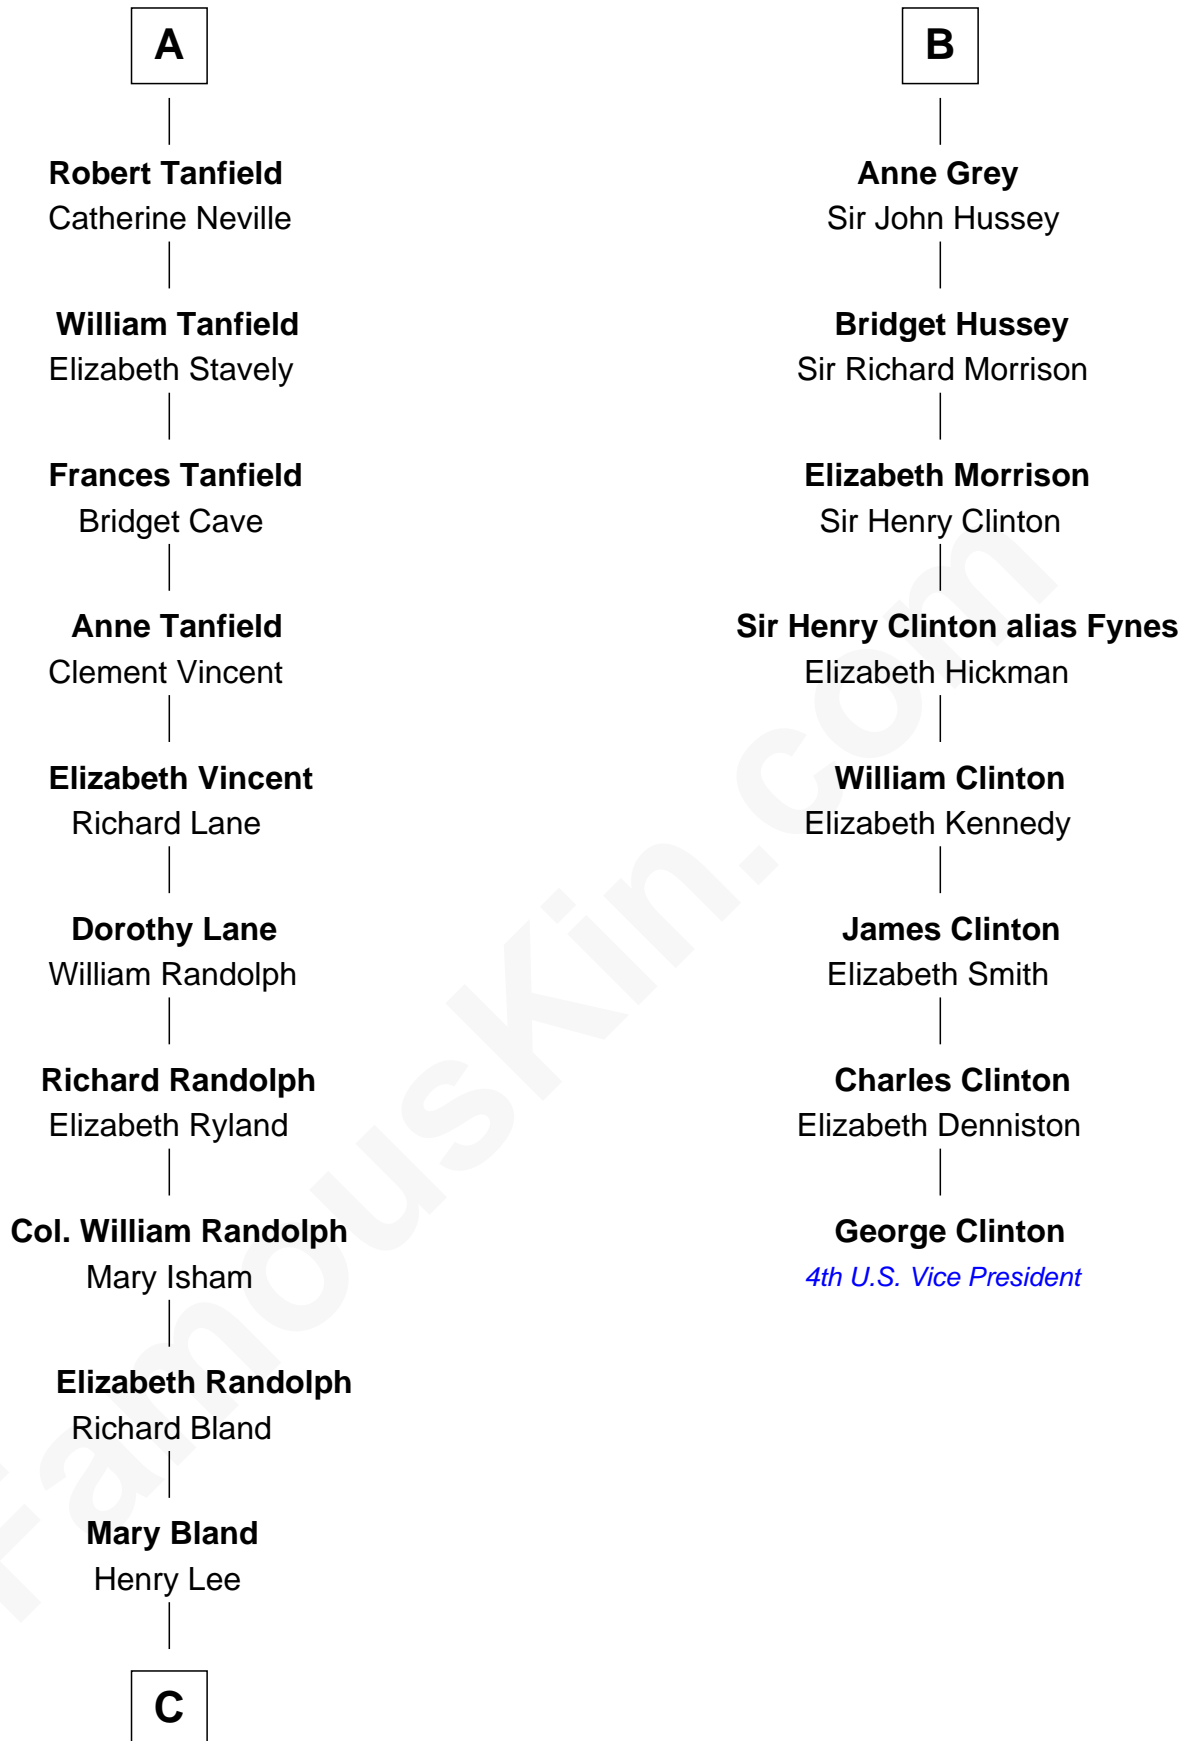 A
Robert Tanfield
Catherine Neville
William Tanfield
Elizabeth Stavely
Frances Tanfield
Bridget Cave
Anne Tanfield
Clement Vincent
Elizabeth Vincent
Richard Lane
Dorothy Lane
William Randolph
Richard Randolph
Elizabeth Ryland
Col. William Randolph
Mary Isham
Elizabeth Randolph
Richard Bland
Mary Bland
Henry Lee
C
B
Anne Grey
Sir John Hussey
Bridget Hussey
Sir Richard Morrison
Elizabeth Morrison
Sir Henry Clinton
Sir Henry Clinton alias Fynes
Elizabeth Hickman
William Clinton
Elizabeth Kennedy
James Clinton
Elizabeth Smith
Charles Clinton
Elizabeth Denniston
George Clinton
4th U.S. Vice President
FamousKin.com